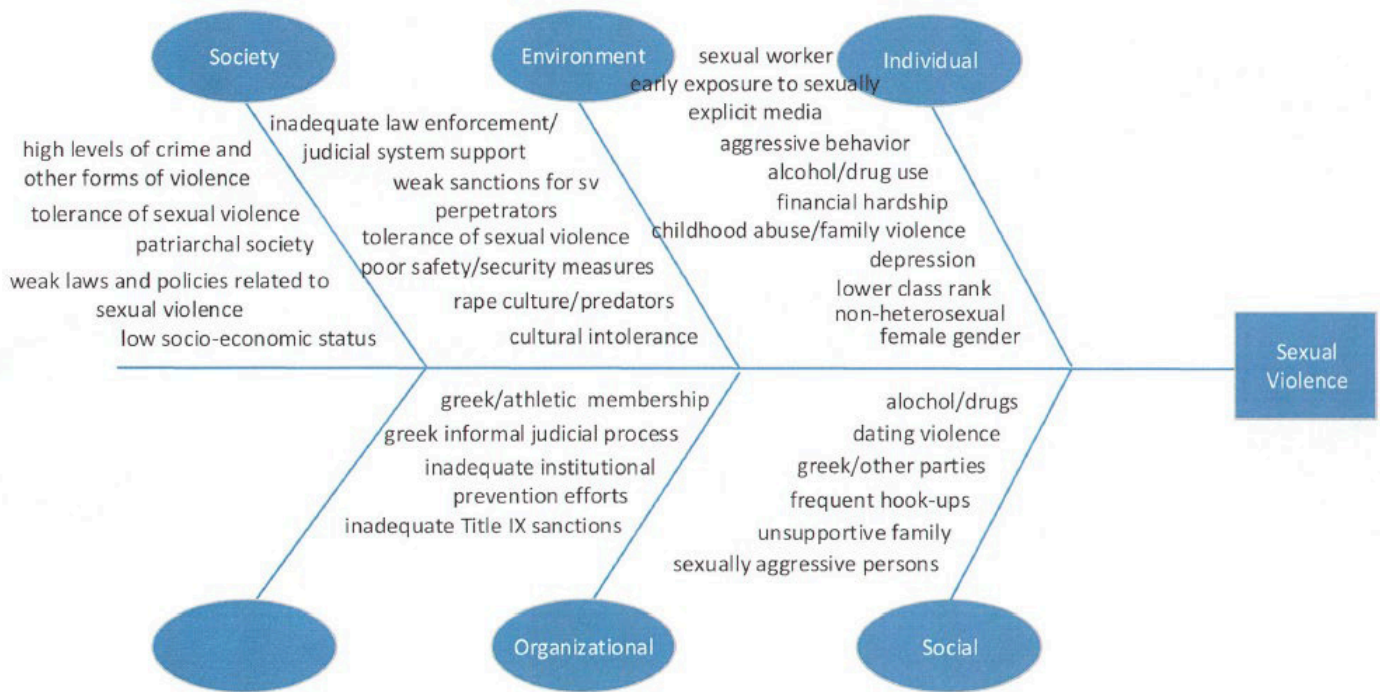 Society
high levels of crime and
other forms of violence
tolerance of sexual violence
patriarchal society
weak laws and policies related to
sexual violence
low socio-economic status
Environment
inadequate law enforcement/
judicial system support
weak sanctions for sv
perpetrators
tolerance of sexual violence
poor safety/security measures
rape culture/predators
cultural intolerance
Individual
sexual worker
early exposure to sexually
explicit media
aggressive behavior
alcohol/drug use
financial hardship
childhood abuse/family violence
depression
lower class rank
non-heterosexual
female gender
Sexual
Violence
greek/athletic membership
greek informal judicial process
inadequate institutional
prevention efforts
inadequate Title IX sanctions
Organizational
alochol/drugs
dating violence
greek/other parties
frequent hook-ups
unsupportive family
sexually aggressive persons
Social